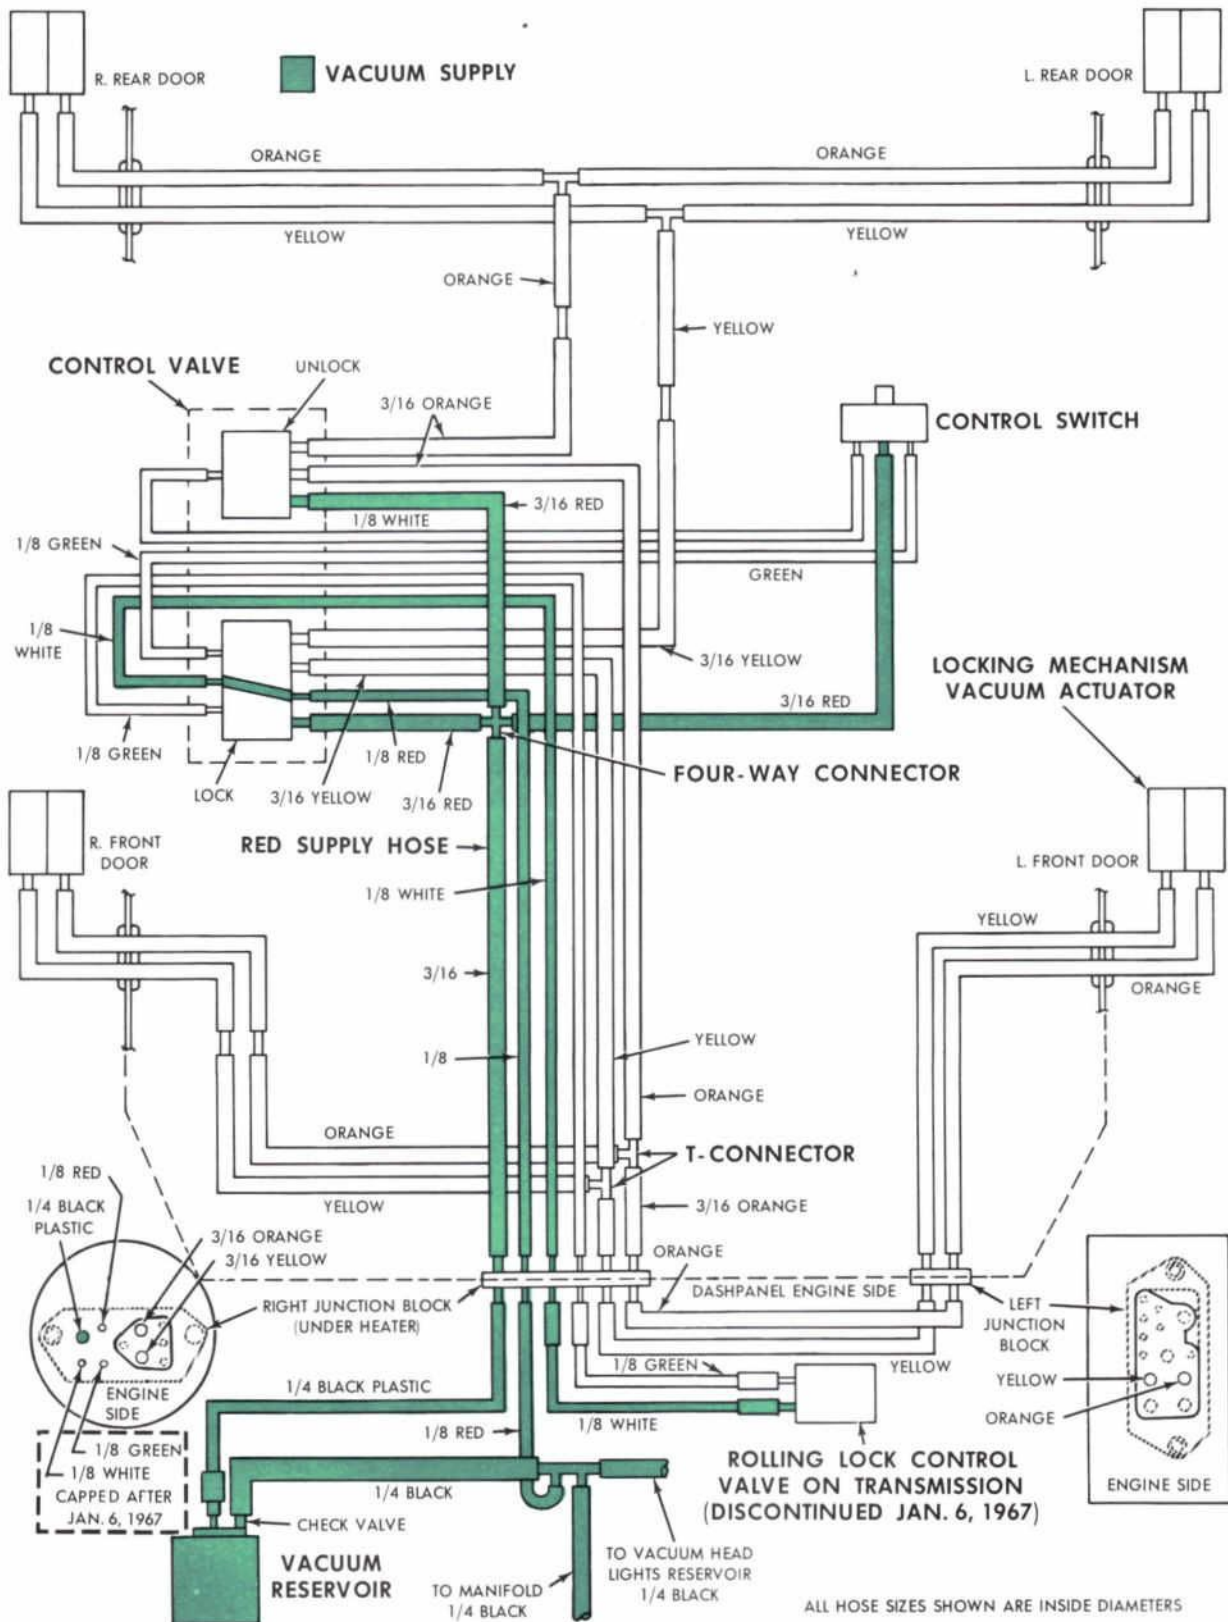 R. REAR DOOR
VACUUM SUPPLY
L. REAR DOOR
ORANGE
ORANGE
YELLOW
YELLOW
ORANGE
YELLOW
CONTROL VALVE
UNLOCK
3/16 ORANGE
CONTROL SWITCH
3/16 RED
1/8 WHITE
1/8 GREEN
GREEN
1/8
WHITE
3/16 YELLOW
LOCKING MECHANISM
VACUUM ACTUATOR
3/16 RED
1/8 GREEN
1/8 RED
FOUR-WAY CONNECTOR
LOCK
3/16 YELLOW
3/16 RED
R. FRONT
DOOR
RED SUPPLY HOSE
L. FRONT DOOR
1/8 WHITE
YELLOW
3/16
ORANGE
YELLOW
1/8
ORANGE
ORANGE
T-CONNECTOR
1/8 RED
1/4 BLACK
PLASTIC
YELLOW
3/16 ORANGE
3/16 ORANGE
3/16 YELLOW
ORANGE
DASHPANEL ENGINE SIDE
RIGHT JUNCTION BLOCK
(UNDER HEATER)
LEFT
JUNCTION
BLOCK
1/8 GREEN
YELLOW
YELLOW
ENGINE
SIDE
1/4 BLACK PLASTIC
ORANGE
1/8 RED
1/8 WHITE
1/8 GREEN
1/8 WHITE
CAPPED AFTER
JAN. 6, 1967
ROLLING LOCK CONTROL
VALVE ON TRANSMISSION
(DISCONTINUED JAN. 6, 1967)
ENGINE SIDE
1/4 BLACK
CHECK VALVE
VACUUM
RESERVOIR
TO MANIFOLD
1/4 BLACK
TO VACUUM HEAD
LIGHTS RESERVOIR
1/4 BLACK
ALL HOSE SIZES SHOWN ARE INSIDE DIAMETERS